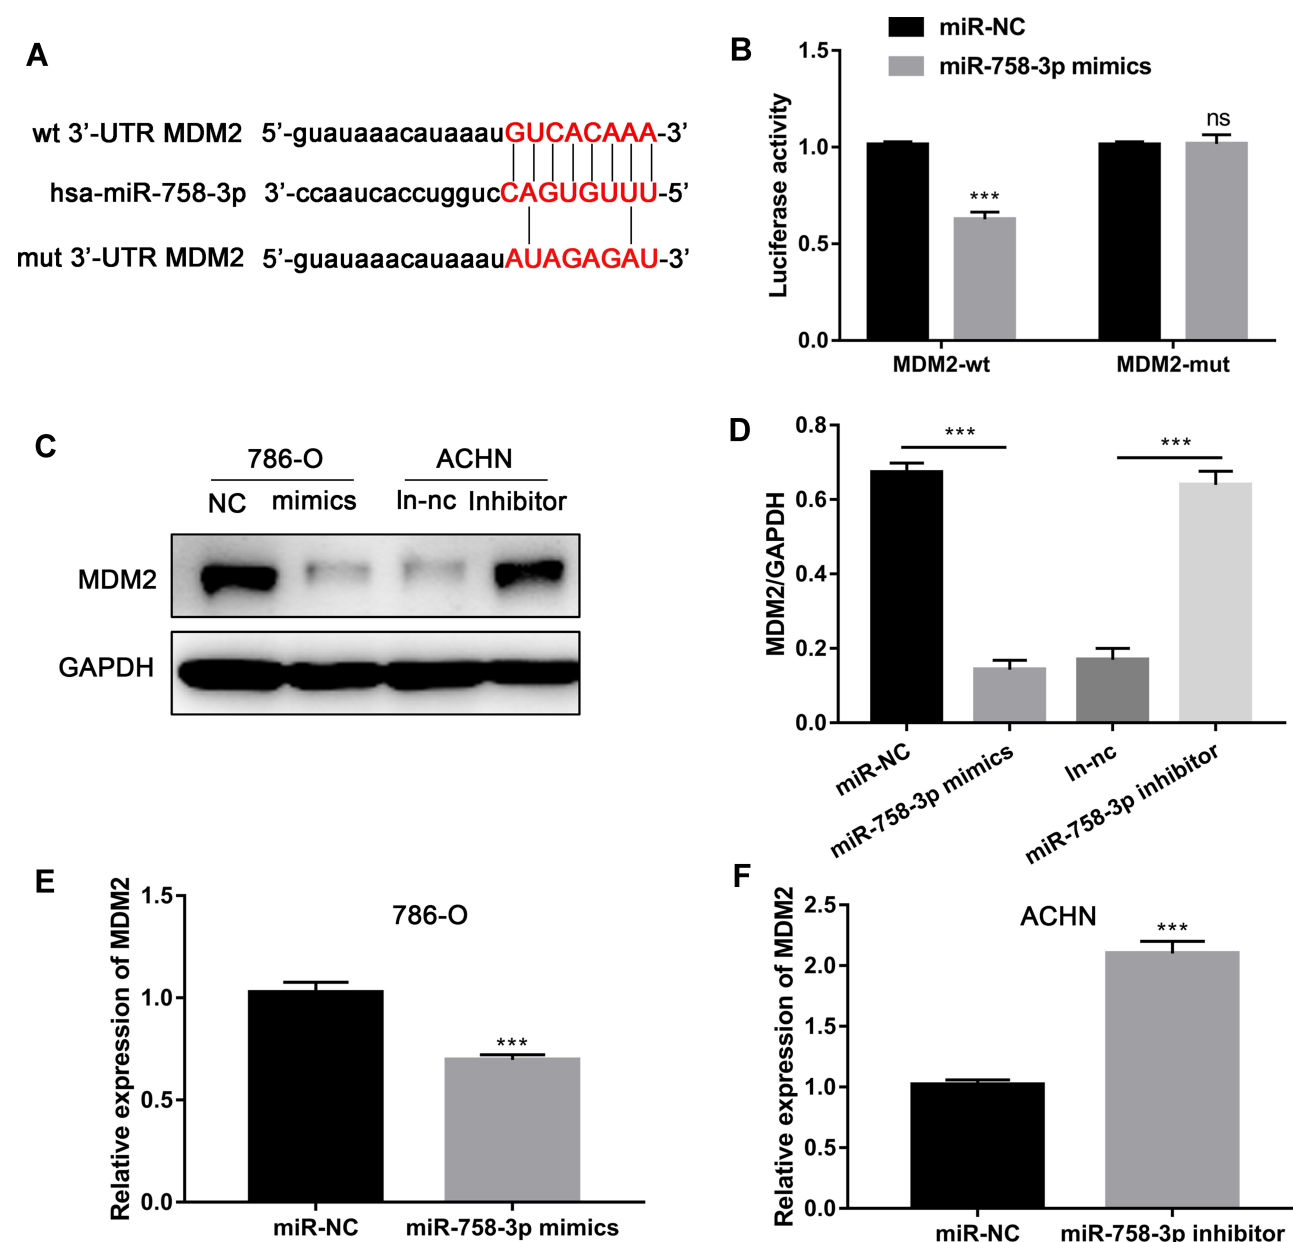 A
wt 3’-UTR MDM2 5’-guauaaacauaaauGUCACAAA-3’
hsa-miR-758-3p 3’-ccaaucaccuggucCAGUGUUU-5’
mut 3’-UTR MDM2 5’-guauaaacauaaauAUAGAGAU-3’
B
miR-NC
miR-758-3p mimics
Luciferase activity
1.5
1.0
0.5
0.0
***
ns
MDM2-wt MDM2-mut
C
786-O ACHN
NC mimics In-nc Inhibitor
MDM2
GAPDH
D
MDM2/GAPDH
0.8
0.6
0.4
0.2
0.0
***
***
miR-NC
miR-758-3p mimics
In-nc
miR-758-3p inhibitor
E
Relative expression of MDM2
1.5
1.0
0.5
0.0
786-O
***
miR-NC miR-758-3p mimics
F
Relative expression of MDM2
2.5
2.0
1.5
1.0
0.5
0.0
ACHN
***
miR-NC miR-758-3p inhibitor